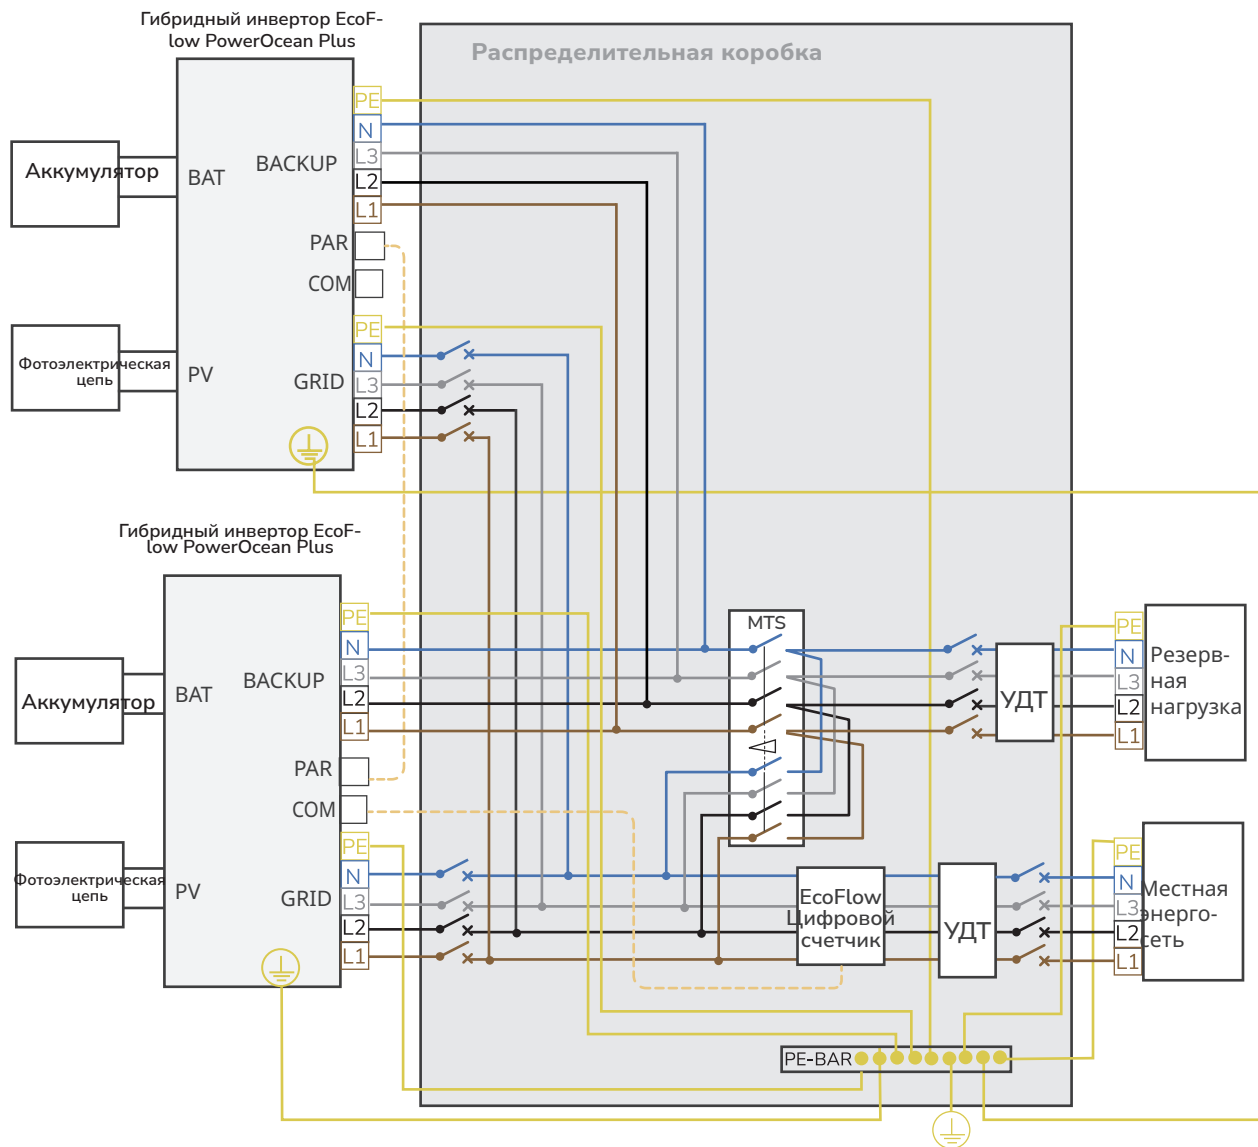 Гибридный инвертор EcoF-
low PowerOcean Plus
Распределительная коробка
Аккумулятор
BAT
BACKUP
PE
N
L3
L2
L1
PAR
COM
Фотоэлектрическая
цепь
PV
GRID
PE
N
L3
L2
L1
Гибридный инвертор EcoF-
low PowerOcean Plus
Аккумулятор
BAT
BACKUP
PE
N
L3
L2
L1
PAR
COM
Фотоэлектрическая
цепь
PV
GRID
PE
N
L3
L2
L1
MTS
УДТ
PE
N
L3
L2
L1
Резерв-
ная
нагрузка
EcoFlow
Цифровой
счетчик
УДТ
PE
N
L3
L2
L1
Местная
энерго-
сеть
PE-BAR